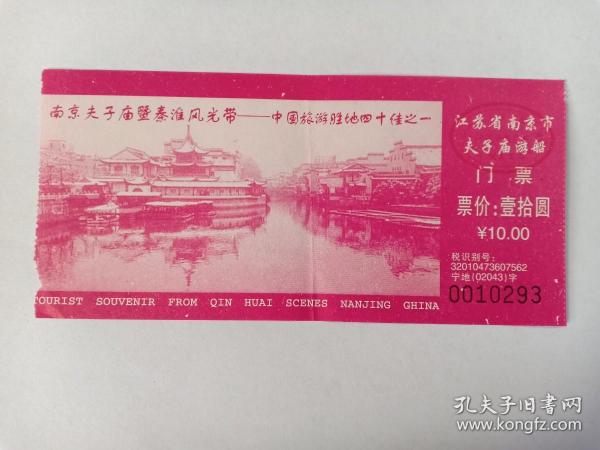 南京夫子庙暨秦淮风光带——中国旅游胜地四十佳之一
TOURIST SOUVENIR FROM QIN HUAI SCENES NANJING GHINA
江苏省南京市
夫子庙游船
门票
票价:壹拾圆
¥10.00
税识别号:
32010473607562
宁地(02043)字
0010293
孔夫子旧书网
www.kongfz.com